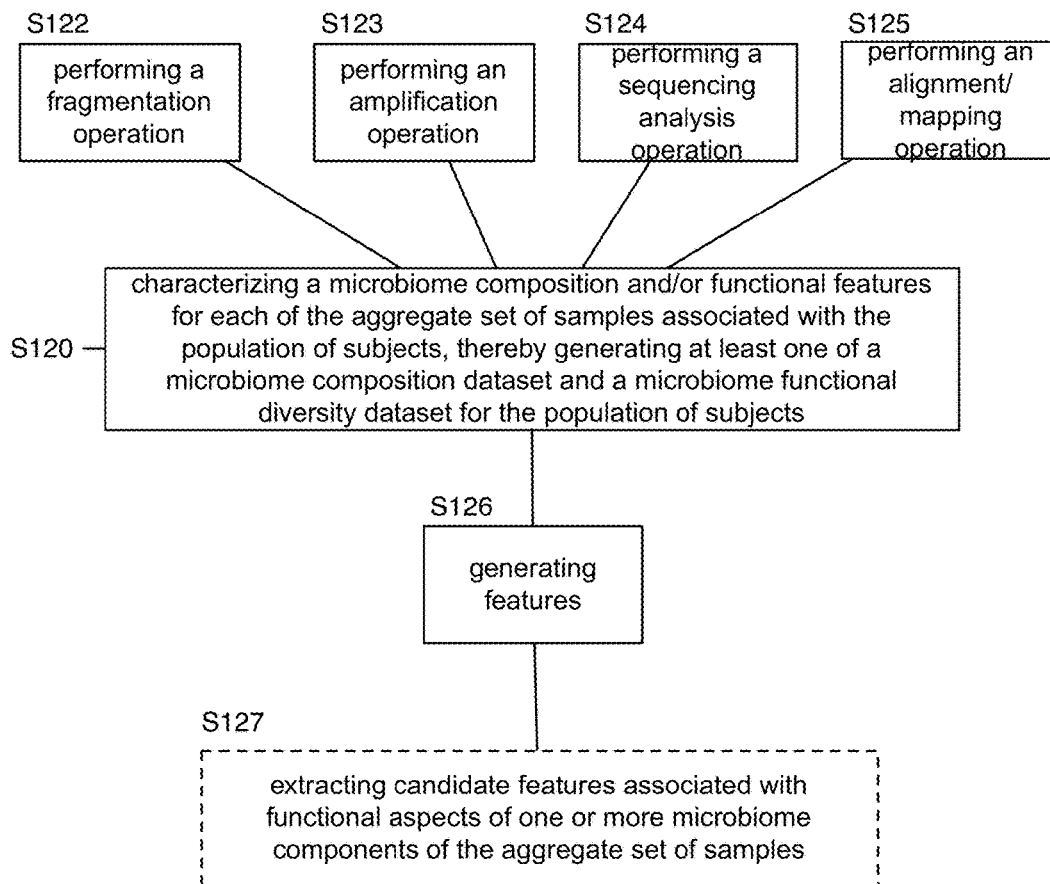 S122
performing a
fragmentation
operation
S123
performing an
amplification
operation
S124
performing a
sequencing
analysis
operation
S125
performing an
alignment/
mapping
operation
S120
characterizing a microbiome composition and/or functional features
for each of the aggregate set of samples associated with the
population of subjects, thereby generating at least one of a
microbiome composition dataset and a microbiome functional
diversity dataset for the population of subjects
S126
generating
features
S127
extracting candidate features associated with
functional aspects of one or more microbiome
components of the aggregate set of samples